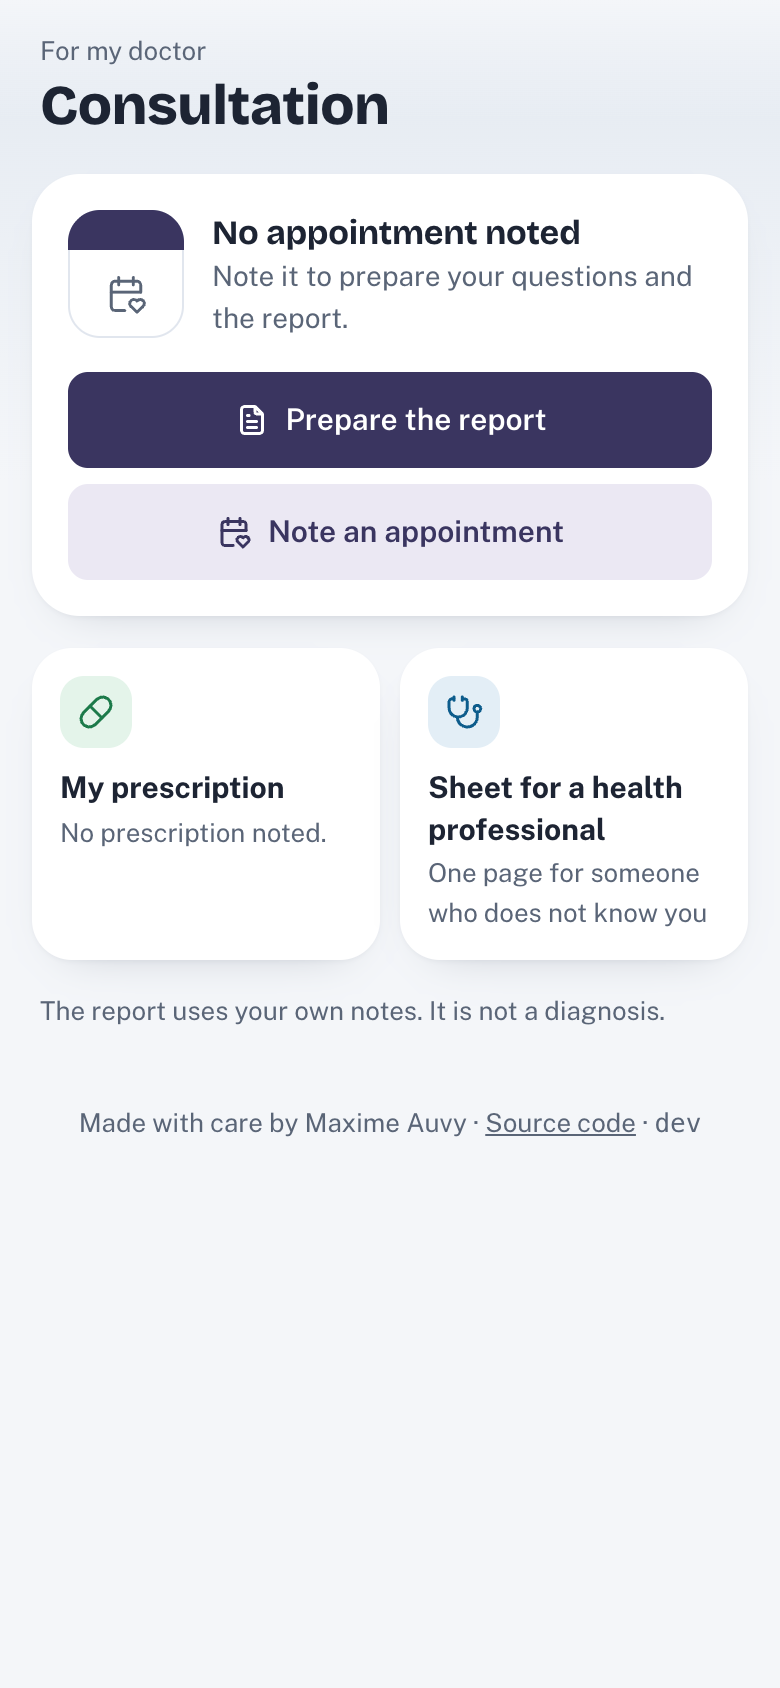 For my doctor
Consultation
No appointment noted
Note it to prepare your questions and
the report.
Prepare the report
Note an appointment
My prescription
No prescription noted.
Sheet for a health
professional
One page for someone
who does not know you
The report uses your own notes. It is not a diagnosis.
Made with care by Maxime Auvy · Source code · dev